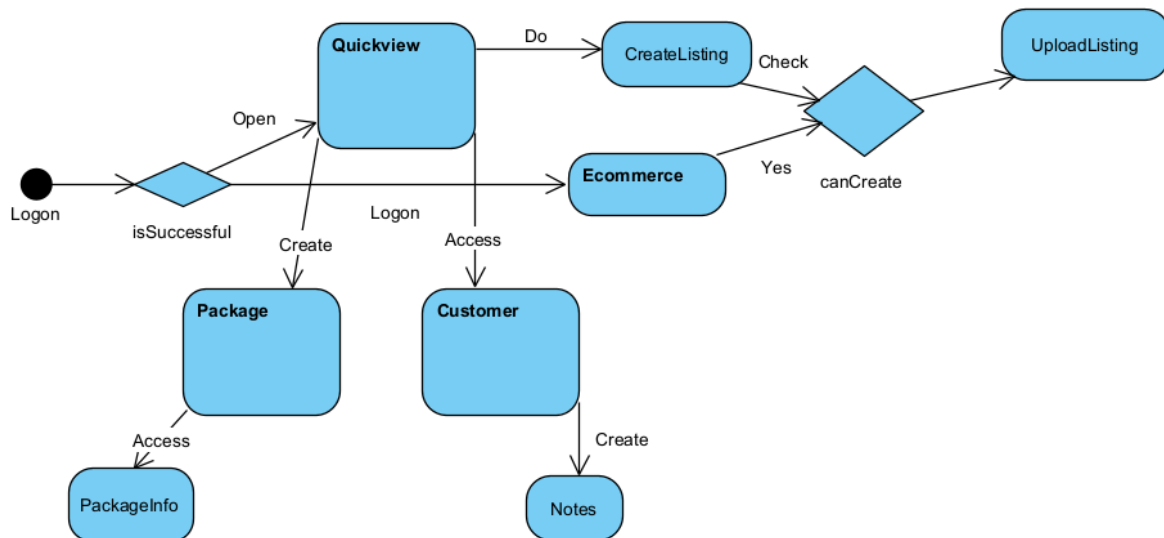 Quickview
Do
CreateListing
Check
UploadListing
Open
Ecommerce
Yes
canCreate
Logon
isSuccessful
Logon
Create
Access
Package
Customer
Access
Create
PackageInfo
Notes